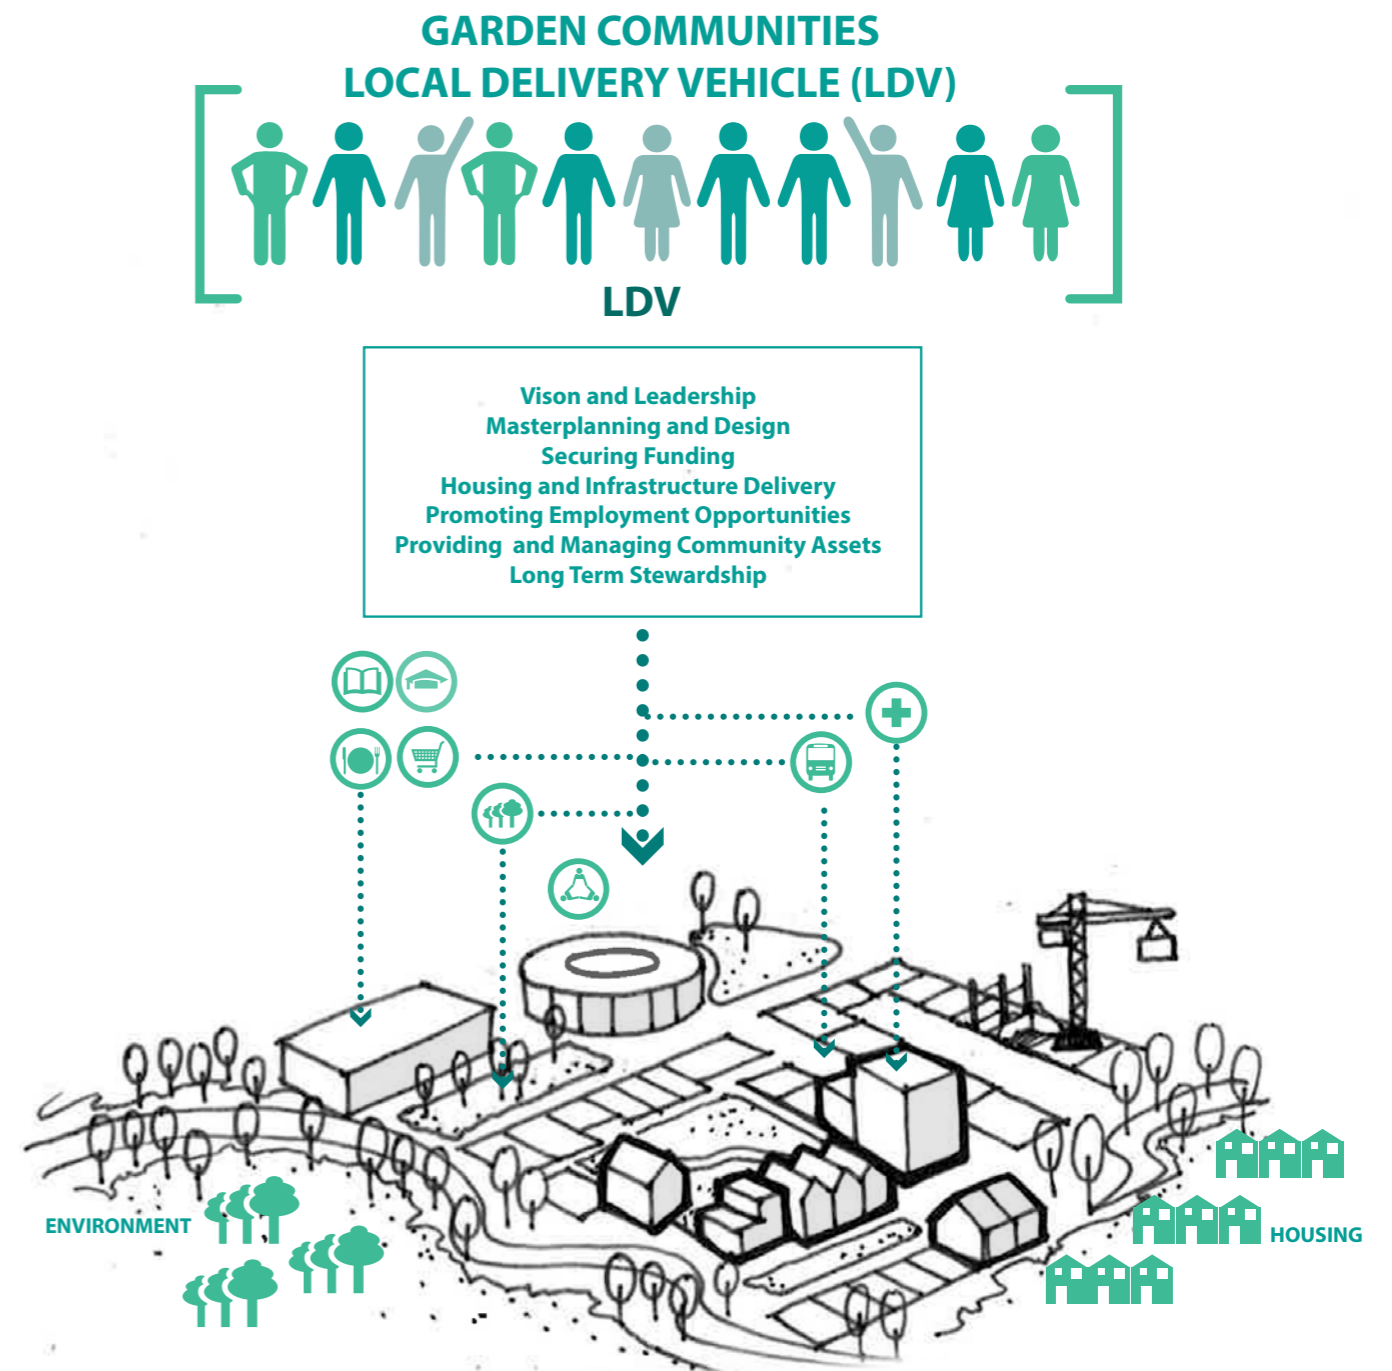 GARDEN COMMUNITIES
LOCAL DELIVERY VEHICLE (LDV)
LDV
Vison and Leadership
Masterplanning and Design
Securing Funding
Housing and Infrastructure Delivery
Promoting Employment Opportunities
Providing and Managing Community Assets
Long Term Stewardship
ENVIRONMENT
HOUSING